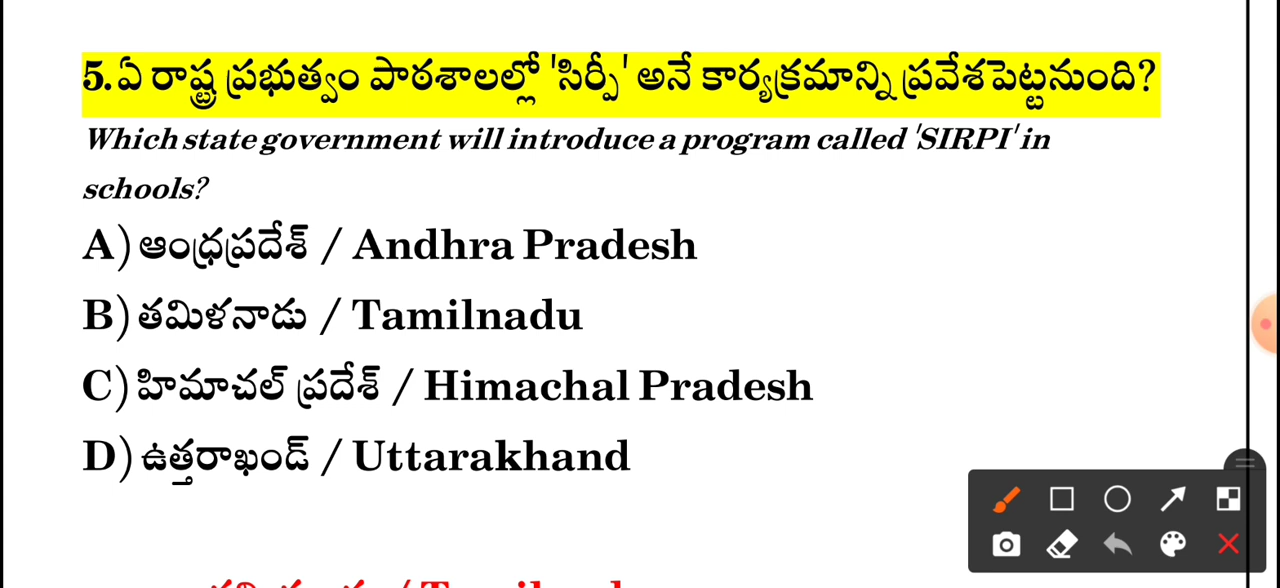 5.ఏ రాష్ట్ర ప్రభుత్వం పాఠశాలల్లో 'సిర్పీ' అనే కార్యక్రమాన్ని ప్రవేశపెట్టనుంది?
Which state government will introduce a program called 'SIRPI' in
schools?
A) ఆంధ్రప్రదేశ్ / Andhra Pradesh
B) తమిళనాడు / Tamilnadu
C) హిమాచల్ ప్రదేశ్ / Himachal Pradesh
D) ఉత్తరాఖండ్ / Uttarakhand